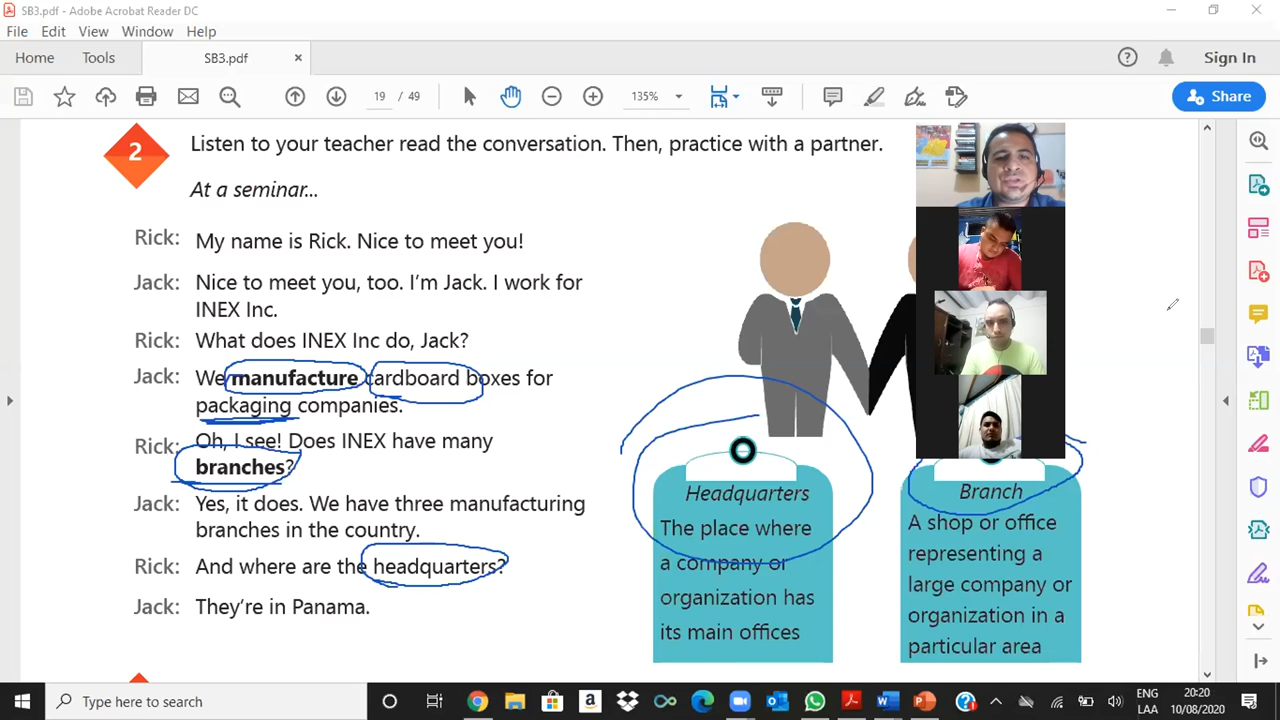 SB3.pdf - Adobe Acrobat Reader DC
File Edit View Window Help
Home Tools SB3.pdf × Sign In
19 / 49 135% Share
2 Listen to your teacher read the conversation. Then, practice with a partner.
At a seminar...
Rick: My name is Rick. Nice to meet you!
Jack: Nice to meet you, too. I'm Jack. I work for
INEX Inc.
Rick: What does INEX Inc do, Jack?
Jack: We manufacture cardboard boxes for
packaging companies.
Rick: Oh, I see! Does INEX have many
branches?
Jack: Yes, it does. We have three manufacturing
branches in the country.
Rick: And where are the headquarters?
Jack: They're in Panama.
Headquarters
The place where
a company or
organization has
its main offices
Branch
A shop or office
representing a
large company or
organization in a
particular area
Type here to search
ENG 20:20
LAA 10/08/2020